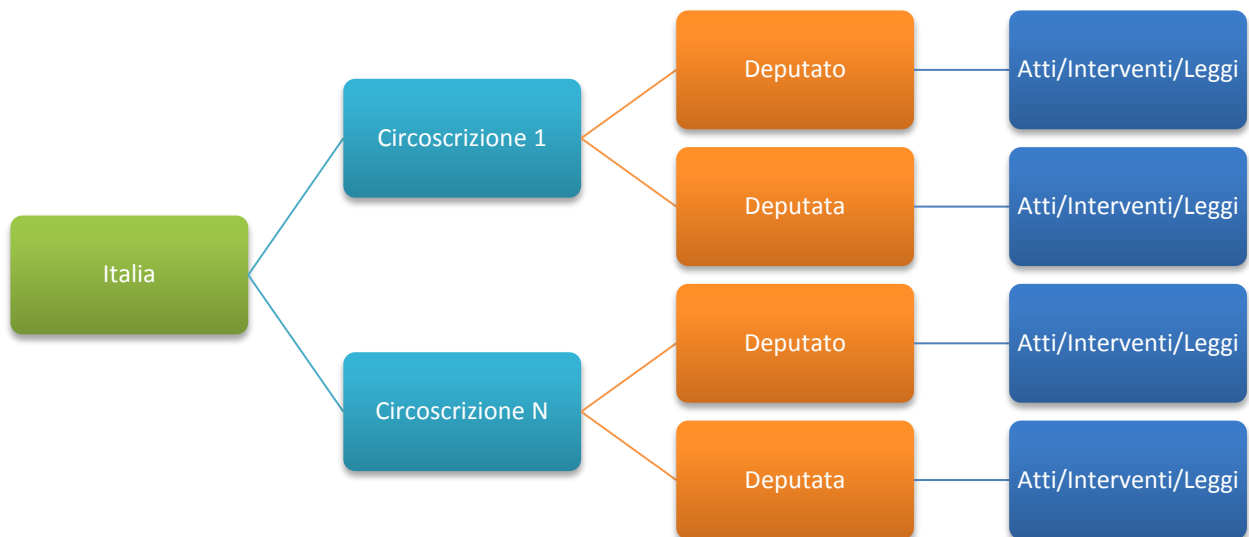 Italia
Circoscrizione 1
Deputato
Atti/Interventi/Leggi
Deputata
Atti/Interventi/Leggi
Circoscrizione N
Deputato
Atti/Interventi/Leggi
Deputata
Atti/Interventi/Leggi